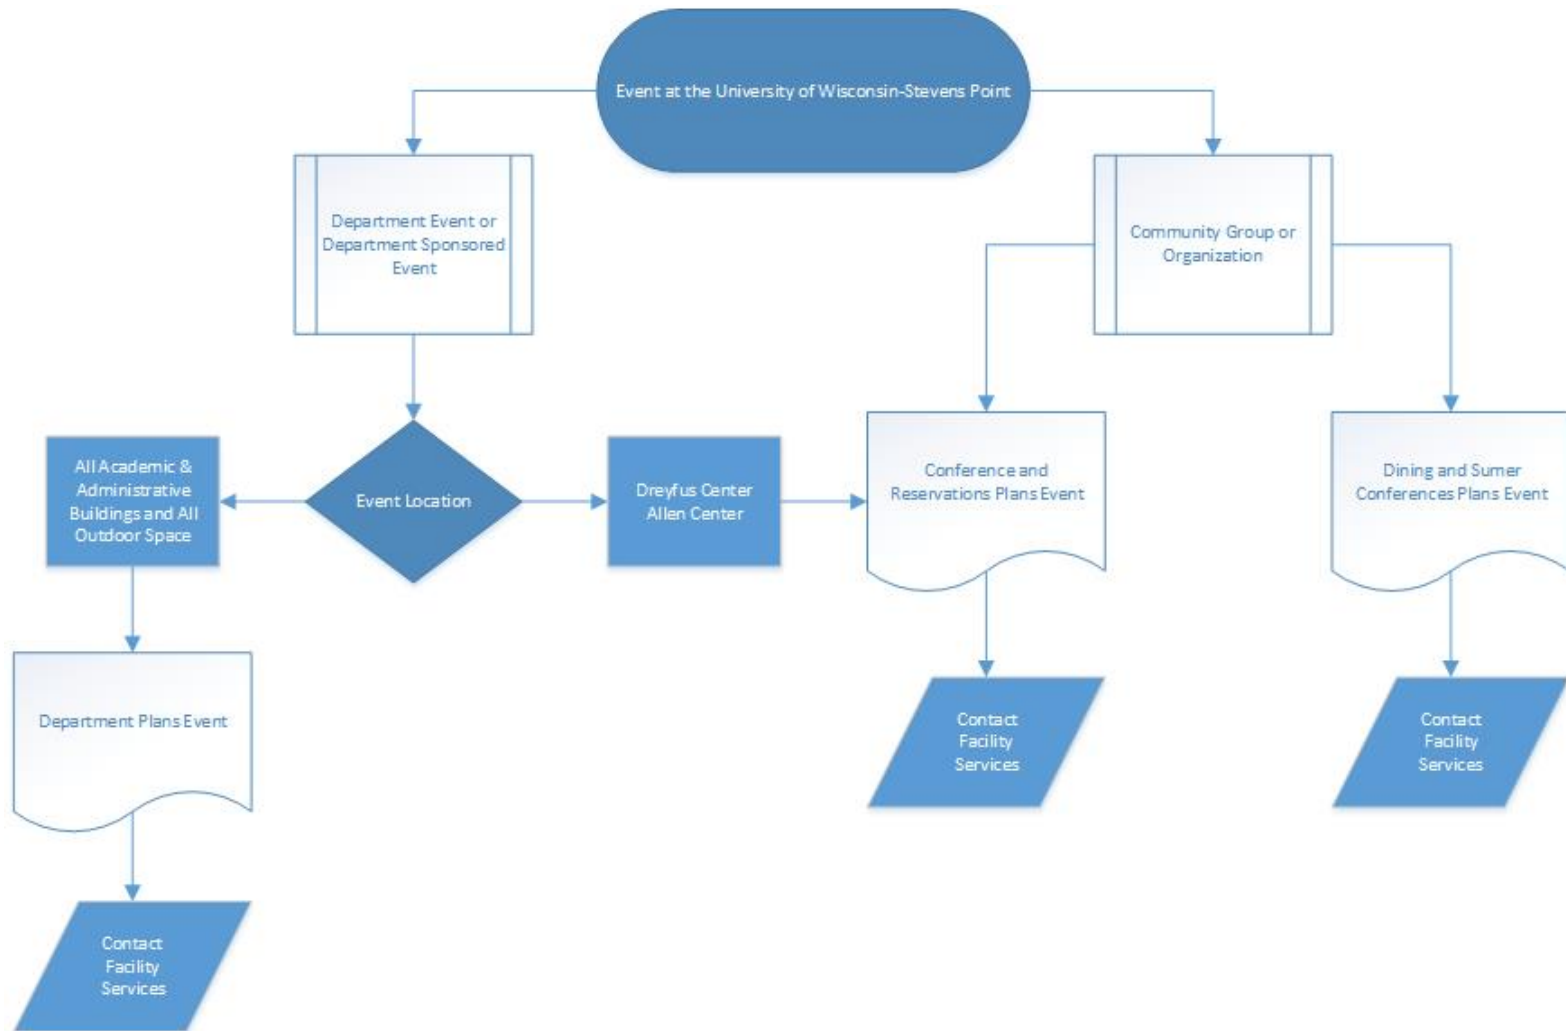 Event at the University of Wisconsin-Stevens Point
Department Event or
Department Sponsored
Event
Community Group or
Organization
All Academic &
Administrative
Buildings and All
Outdoor Space
Event Location
Dreyfus Center
Allen Center
Conference and
Reservations Plans Event
Dining and Sumer
Conferences Plans Event
Department Plans Event
Contact
Facility
Services
Contact
Facility
Services
Contact
Facility
Services